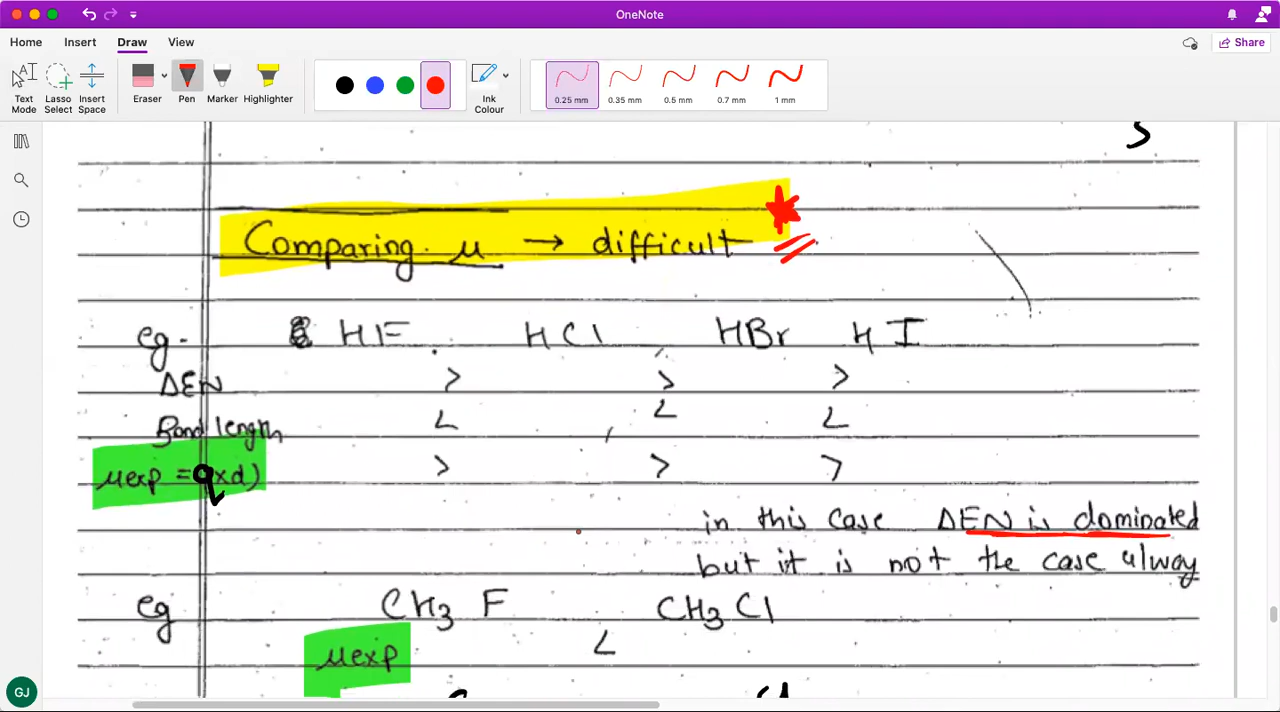 OneNote
Home Insert Draw View
Share
Text Mode
Lasso Select
Insert Space
Eraser
Pen
Marker
Highlighter
Ink Colour
0.25 mm
0.35 mm
0.5 mm
0.7 mm
1 mm
Comparing μ → difficult
eg. HF, HCl, HBr HI
ΔEN > > >
Bond length < < <
μexp = q×d) > > >
in this case ΔEN is dominated
but it is not the case alway
eg CH3 F CH3 Cl
<
μexp
GJ